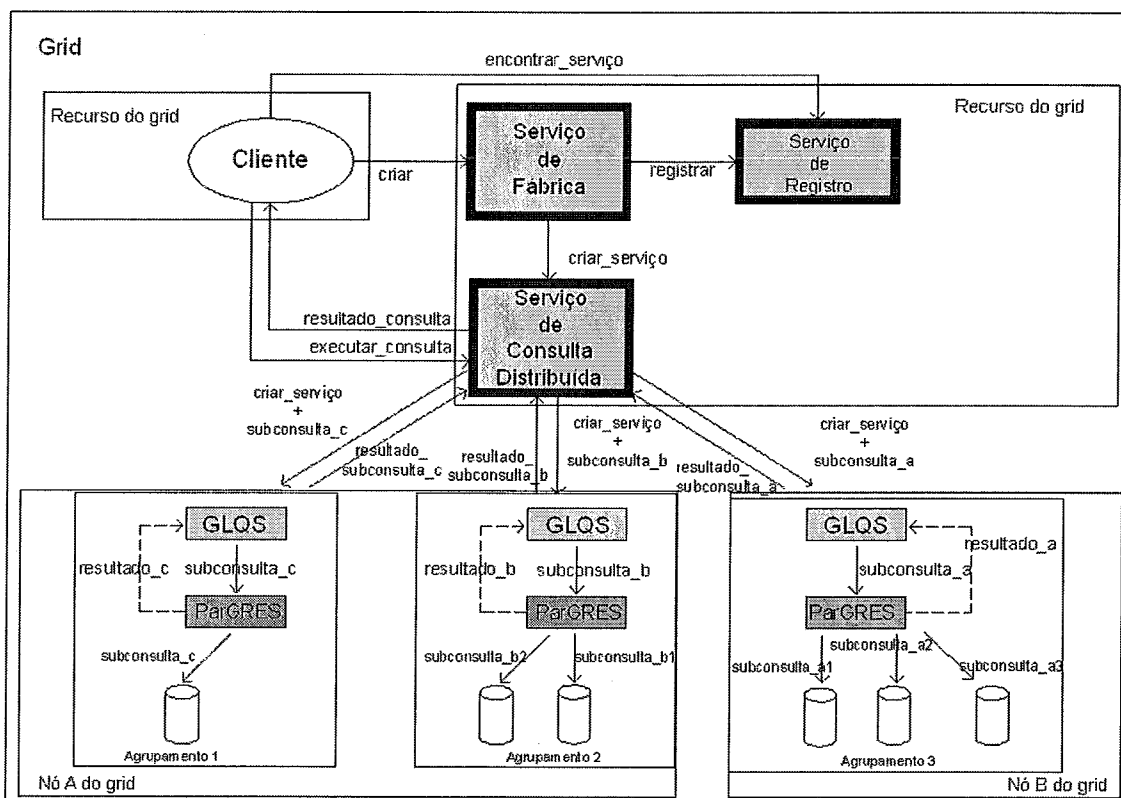 Grid
encontrar_serviço
Recurso do grid
Recurso do grid
Cliente
criar
Serviço
de
Fábrica
registrar
Serviço
de
Registro
criar_serviço
Serviço
de
Consulta
Distribuída
resultado_consulta
executar_consulta
criar_serviço
+
subconsulta_c
resultado_
subconsulta_c
resultado_
subconsulta_b
criar_serviço
+
subconsulta_b
resultado_
subconsulta_a
criar_serviço
+
subconsulta_a
GLQS
resultado_c
subconsulta_c
ParGRES
subconsulta_c
Agrupamento 1
GLQS
resultado_b
subconsulta_b
ParGRES
subconsulta_b2
subconsulta_b1
Agrupamento 2
Nó A do grid
GLQS
resultado_a
subconsulta_a
ParGRES
subconsulta_a1
subconsulta_a2
subconsulta_a3
Agrupamento 3
Nó B do grid